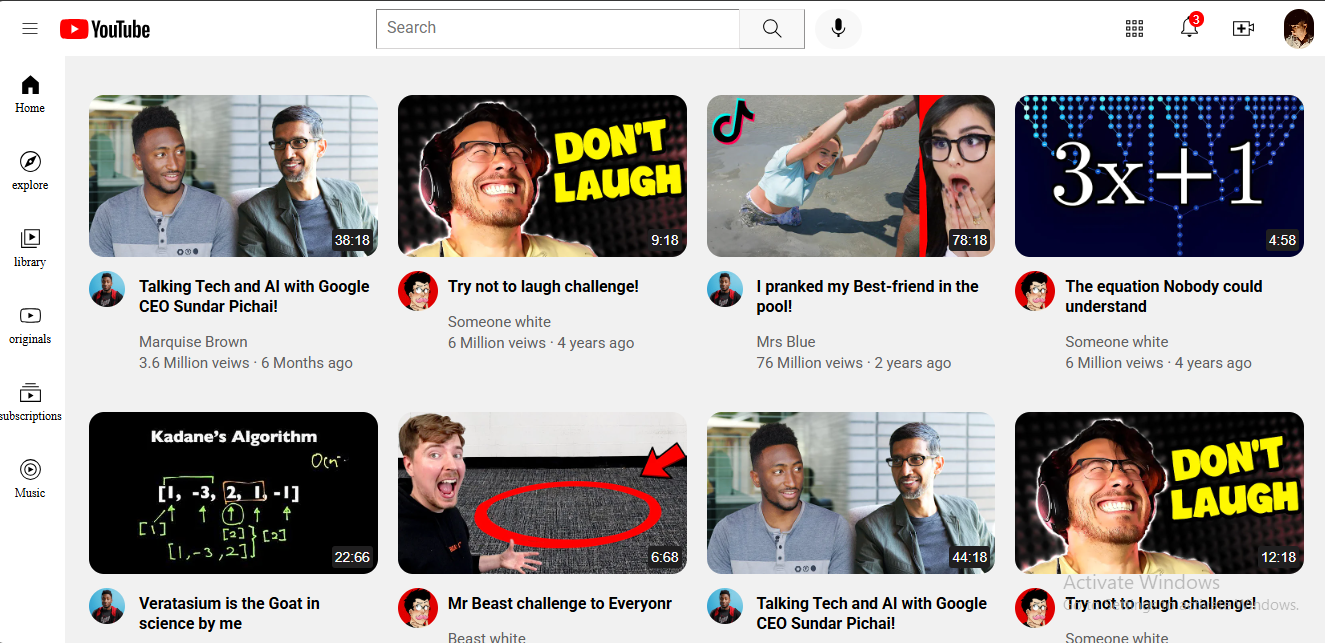 YouTube
Search
3
Home
explore
library
originals
subscriptions
Music
38:18
Talking Tech and AI with Google
CEO Sundar Pichai!
Marquise Brown
3.6 Million veiws · 6 Months ago
DON'T
LAUGH
9:18
Try not to laugh challenge!
Someone white
6 Million veiws · 4 years ago
78:18
I pranked my Best-friend in the
pool!
Mrs Blue
76 Million veiws · 2 years ago
3x+1
4:58
The equation Nobody could
understand
Someone white
6 Million veiws · 4 years ago
Kadane's Algorithm
[1, -3, 2, 1, -1]
[1]
[2]
[2]
[1,-3,2]
22:66
Veratasium is the Goat in
science by me
6:68
Mr Beast challenge to Everyonr
Beast white
44:18
Talking Tech and AI with Google
CEO Sundar Pichai!
DON'T
LAUGH
12:18
Try not to laugh challenge!
Someone white
Activate Windows
Go to Settings to activate Windows.